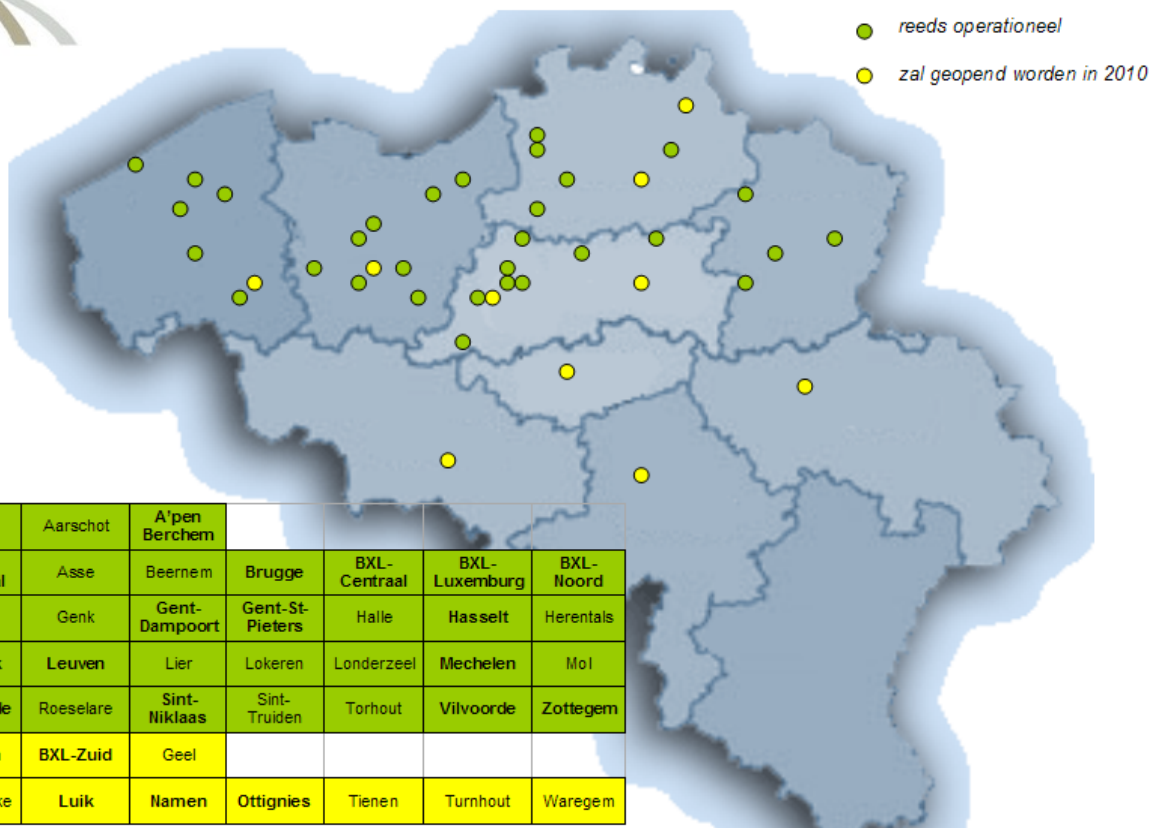 reeds operationeel
zal geopend worden in 2010
Aarschot A'pen Berchem
Asse Beernem Brugge BXL-Centraal BXL-Luxemburg BXL-Noord
Genk Gent-Dampoort Gent-St-Pieters Halle Hasselt Herentals
Leuven Lier Lokeren Londerzeel Mechelen Mol
Roeselare Sint-Niklaas Sint-Truiden Torhout Vilvoorde Zottegem
BXL-Zuid Geel
Luik Namen Ottignies Tienen Turnhout Waregem